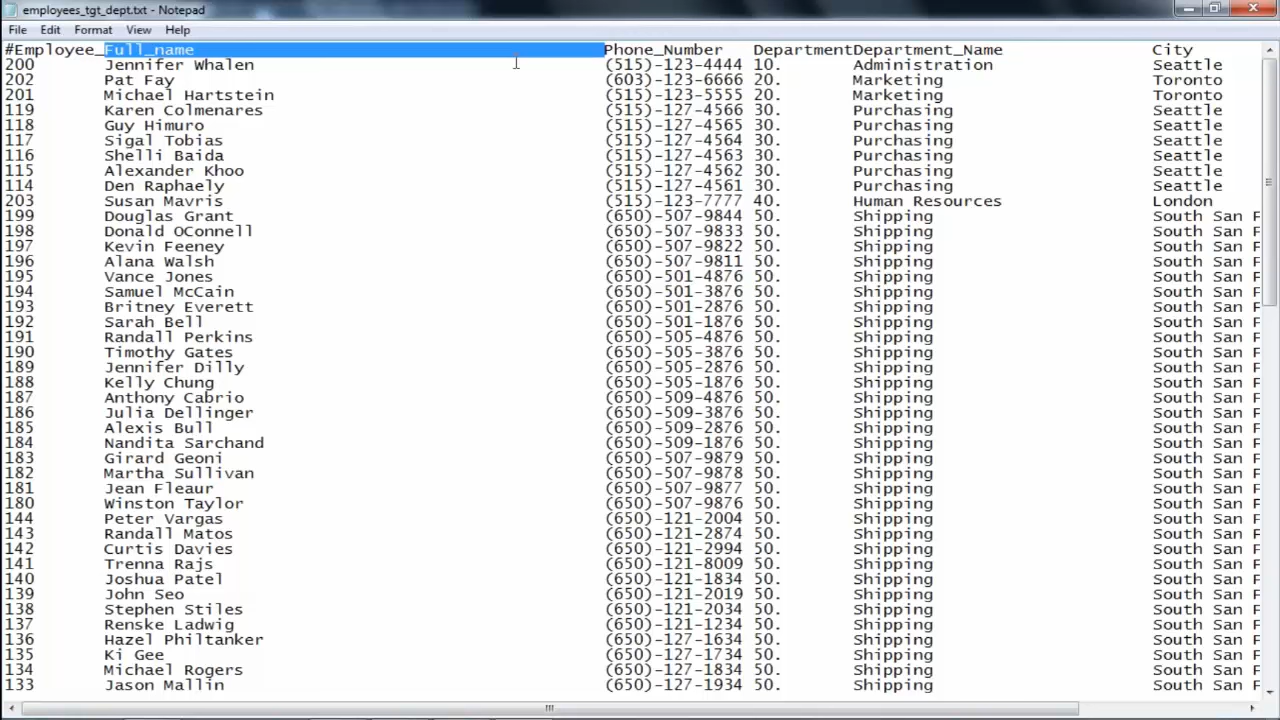 employees_tgt_dept.txt - Notepad
File Edit Format View Help
#Employee_Full_name Phone_Number DepartmentDepartment_Name City
200 Jennifer Whalen (515)-123-4444 10. Administration Seattle
202 Pat Fay (603)-123-6666 20. Marketing Toronto
201 Michael Hartstein (515)-123-5555 20. Marketing Toronto
119 Karen Colmenares (515)-127-4566 30. Purchasing Seattle
118 Guy Himuro (515)-127-4565 30. Purchasing Seattle
117 Sigal Tobias (515)-127-4564 30. Purchasing Seattle
116 Shelli Baida (515)-127-4563 30. Purchasing Seattle
115 Alexander Khoo (515)-127-4562 30. Purchasing Seattle
114 Den Raphaely (515)-127-4561 30. Purchasing Seattle
203 Susan Mavris (515)-123-7777 40. Human Resources London
199 Douglas Grant (650)-507-9844 50. Shipping South San F
198 Donald OConnell (650)-507-9833 50. Shipping South San F
197 Kevin Feeney (650)-507-9822 50. Shipping South San F
196 Alana Walsh (650)-507-9811 50. Shipping South San F
195 Vance Jones (650)-501-4876 50. Shipping South San F
194 Samuel McCain (650)-501-3876 50. Shipping South San F
193 Britney Everett (650)-501-2876 50. Shipping South San F
192 Sarah Bell (650)-501-1876 50. Shipping South San F
191 Randall Perkins (650)-505-4876 50. Shipping South San F
190 Timothy Gates (650)-505-3876 50. Shipping South San F
189 Jennifer Dilly (650)-505-2876 50. Shipping South San F
188 Kelly Chung (650)-505-1876 50. Shipping South San F
187 Anthony Cabrio (650)-509-4876 50. Shipping South San F
186 Julia Dellinger (650)-509-3876 50. Shipping South San F
185 Alexis Bull (650)-509-2876 50. Shipping South San F
184 Nandita Sarchand (650)-509-1876 50. Shipping South San F
183 Girard Geoni (650)-507-9879 50. Shipping South San F
182 Martha Sullivan (650)-507-9878 50. Shipping South San F
181 Jean Fleaur (650)-507-9877 50. Shipping South San F
180 Winston Taylor (650)-507-9876 50. Shipping South San F
144 Peter Vargas (650)-121-2004 50. Shipping South San F
143 Randall Matos (650)-121-2874 50. Shipping South San F
142 Curtis Davies (650)-121-2994 50. Shipping South San F
141 Trenna Rajs (650)-121-8009 50. Shipping South San F
140 Joshua Patel (650)-121-1834 50. Shipping South San F
139 John Seo (650)-121-2019 50. Shipping South San F
138 Stephen Stiles (650)-121-2034 50. Shipping South San F
137 Renske Ladwig (650)-121-1234 50. Shipping South San F
136 Hazel Philtanker (650)-127-1634 50. Shipping South San F
135 Ki Gee (650)-127-1734 50. Shipping South San F
134 Michael Rogers (650)-127-1834 50. Shipping South San F
133 Jason Mallin (650)-127-1934 50. Shipping South San F